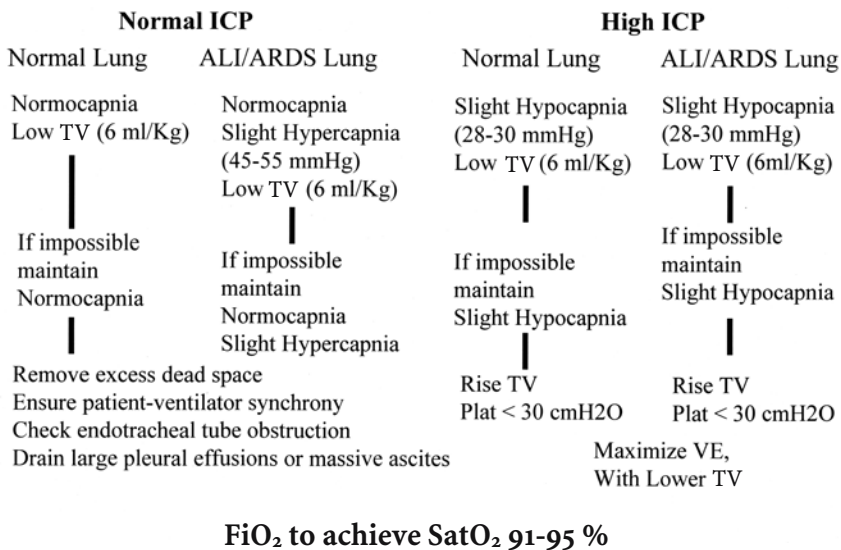 Normal ICP
High ICP
Normal Lung
ALI/ARDS Lung
Normal Lung
ALI/ARDS Lung
Normocapnia
Low TV (6 ml/Kg)
If impossible
maintain
Normocapnia
Normocapnia
Slight Hypercapnia
(45-55 mmHg)
Low TV (6 ml/Kg)
If impossible
maintain
Normocapnia
Slight Hypercapnia
Remove excess dead space
Ensure patient-ventilator synchrony
Check endotracheal tube obstruction
Drain large pleural effusions or massive ascites
Slight Hypocapnia
(28-30 mmHg)
Low TV (6 ml/Kg)
If impossible
maintain
Slight Hypocapnia
Rise TV
Plat < 30 cmH2O
Slight Hypocapnia
(28-30 mmHg)
Low TV (6ml/Kg)
If impossible
maintain
Slight Hypocapnia
Rise TV
Plat < 30 cmH2O
Maximize VE,
With Lower TV
FiO₂ to achieve SatO₂ 91-95 %